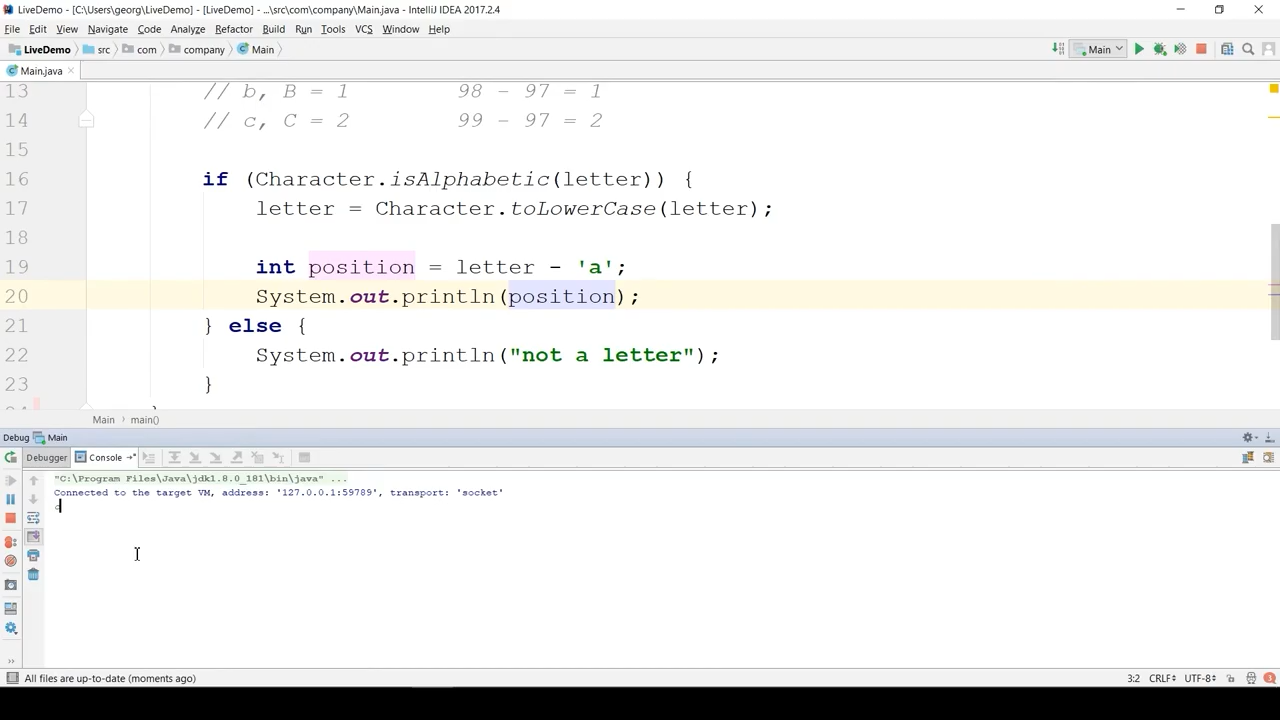 LiveDemo - [C:\Users\georg\LiveDemo] - [LiveDemo] - ...\src\com\company\Main.java - IntelliJ IDEA 2017.2.4
File Edit View Navigate Code Analyze Refactor Build Run Tools VCS Window Help
LiveDemo src com company Main Main
Main.java
13 // b, B = 1 98 - 97 = 1
14 // c, C = 2 99 - 97 = 2
15
16 if (Character.isAlphabetic(letter)) {
17 letter = Character.toLowerCase(letter);
18
19 int position = letter - 'a';
20 System.out.println(position);
21 } else {
22 System.out.println("not a letter");
23 }
Main › main()
Debug Main
Debugger Console
"C:\Program Files\Java\jdk1.8.0_181\bin\java" ...
Connected to the target VM, address: '127.0.0.1:59789', transport: 'socket'
All files are up-to-date (moments ago) 3:2 CRLF UTF-8